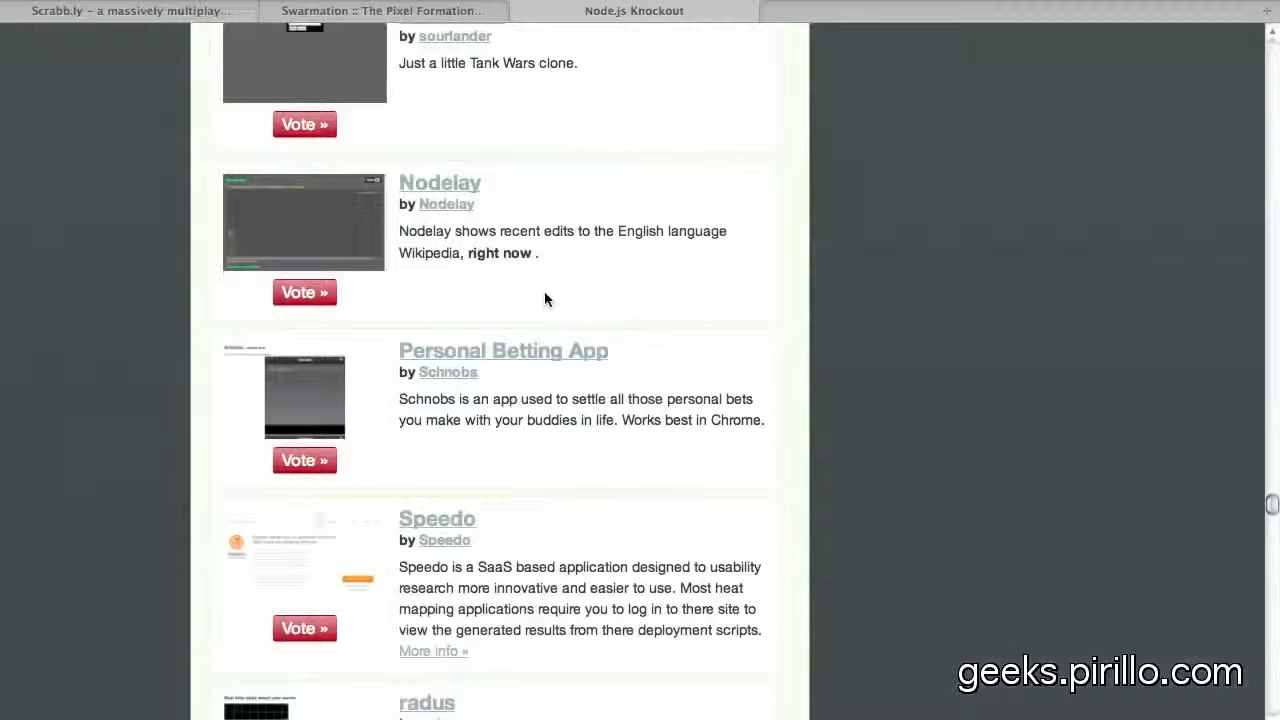 Scrabb.ly – a massively multiplay...
Swarmation :: The Pixel Formation...
Node.js Knockout
by sourlander
Just a little Tank Wars clone.
Vote »
Nodelay
by Nodelay
Nodelay shows recent edits to the English language
Wikipedia, right now .
Vote »
Personal Betting App
by Schnobs
Schnobs is an app used to settle all those personal bets
you make with your buddies in life. Works best in Chrome.
Vote »
Speedo
by Speedo
Speedo is a SaaS based application designed to usability
research more innovative and easier to use. Most heat
mapping applications require you to log in to there site to
view the generated results from there deployment scripts.
More info »
Vote »
radus
geeks.pirillo.com